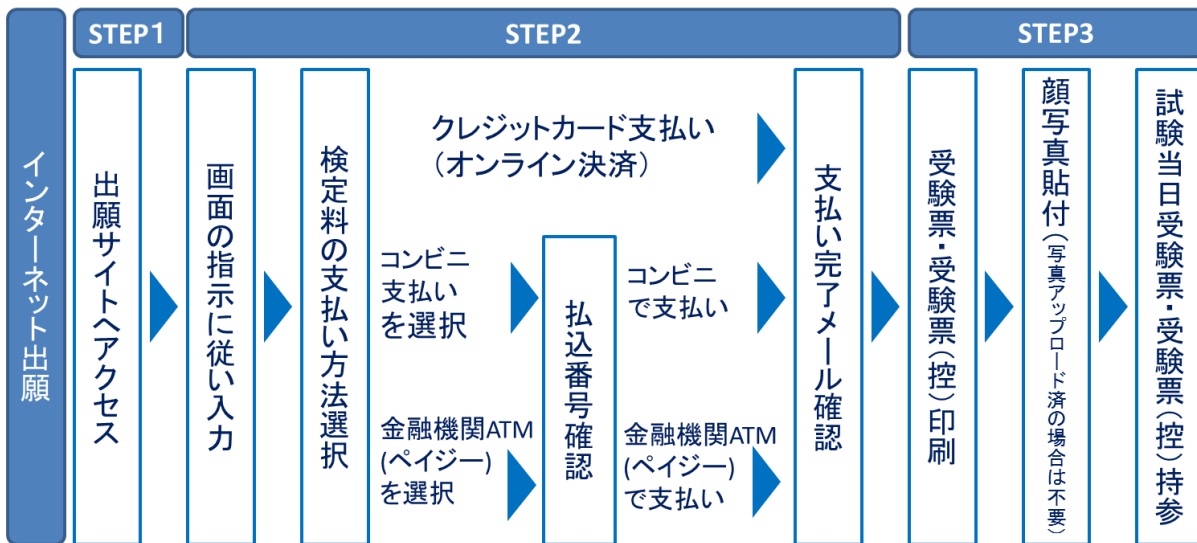 インターネット出願
STEP1
STEP2
STEP3
出願サイトへアクセス
画面の指示に従い入力
検定料の支払い方法選択
クレジットカード支払い
(オンライン決済)
コンビニ
支払い
を選択
金融機関ATM
(ペイジー)
を選択
払込番号確認
コンビニ
で支払い
金融機関ATM
(ペイジー)
で支払い
支払い完了メール確認
受験票・受験票(控)印刷
顔写真貼付(写真アップロード済の場合は不要)
試験当日受験票・受験票(控)持参